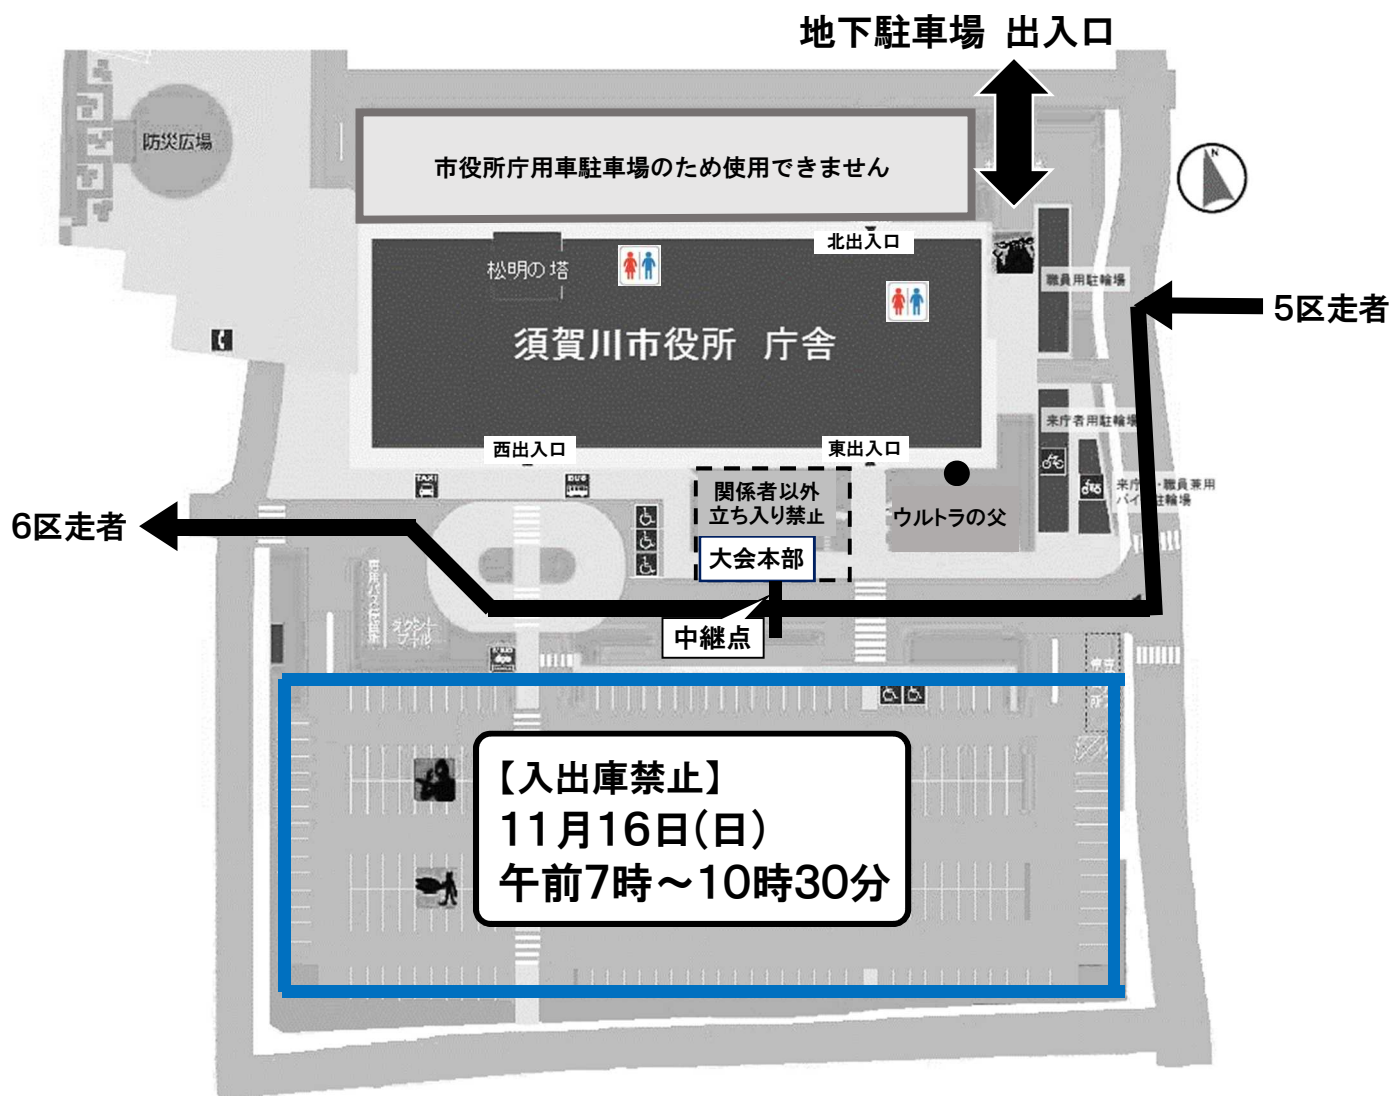 地下駐車場 出入口
防災広場
市役所庁用車駐車場のため使用できません
N
北出入口
松明の塔
職員用駐輪場
5区走者
須賀川市役所 庁舎
来庁者用駐輪場
西出入口
東出入口
TAXI
BUS
関係者以外
立ち入り禁止
ウルトラの父
6区走者
大会本部
中継点
【入出庫禁止】
11月16日(日)
午前7時～10時30分